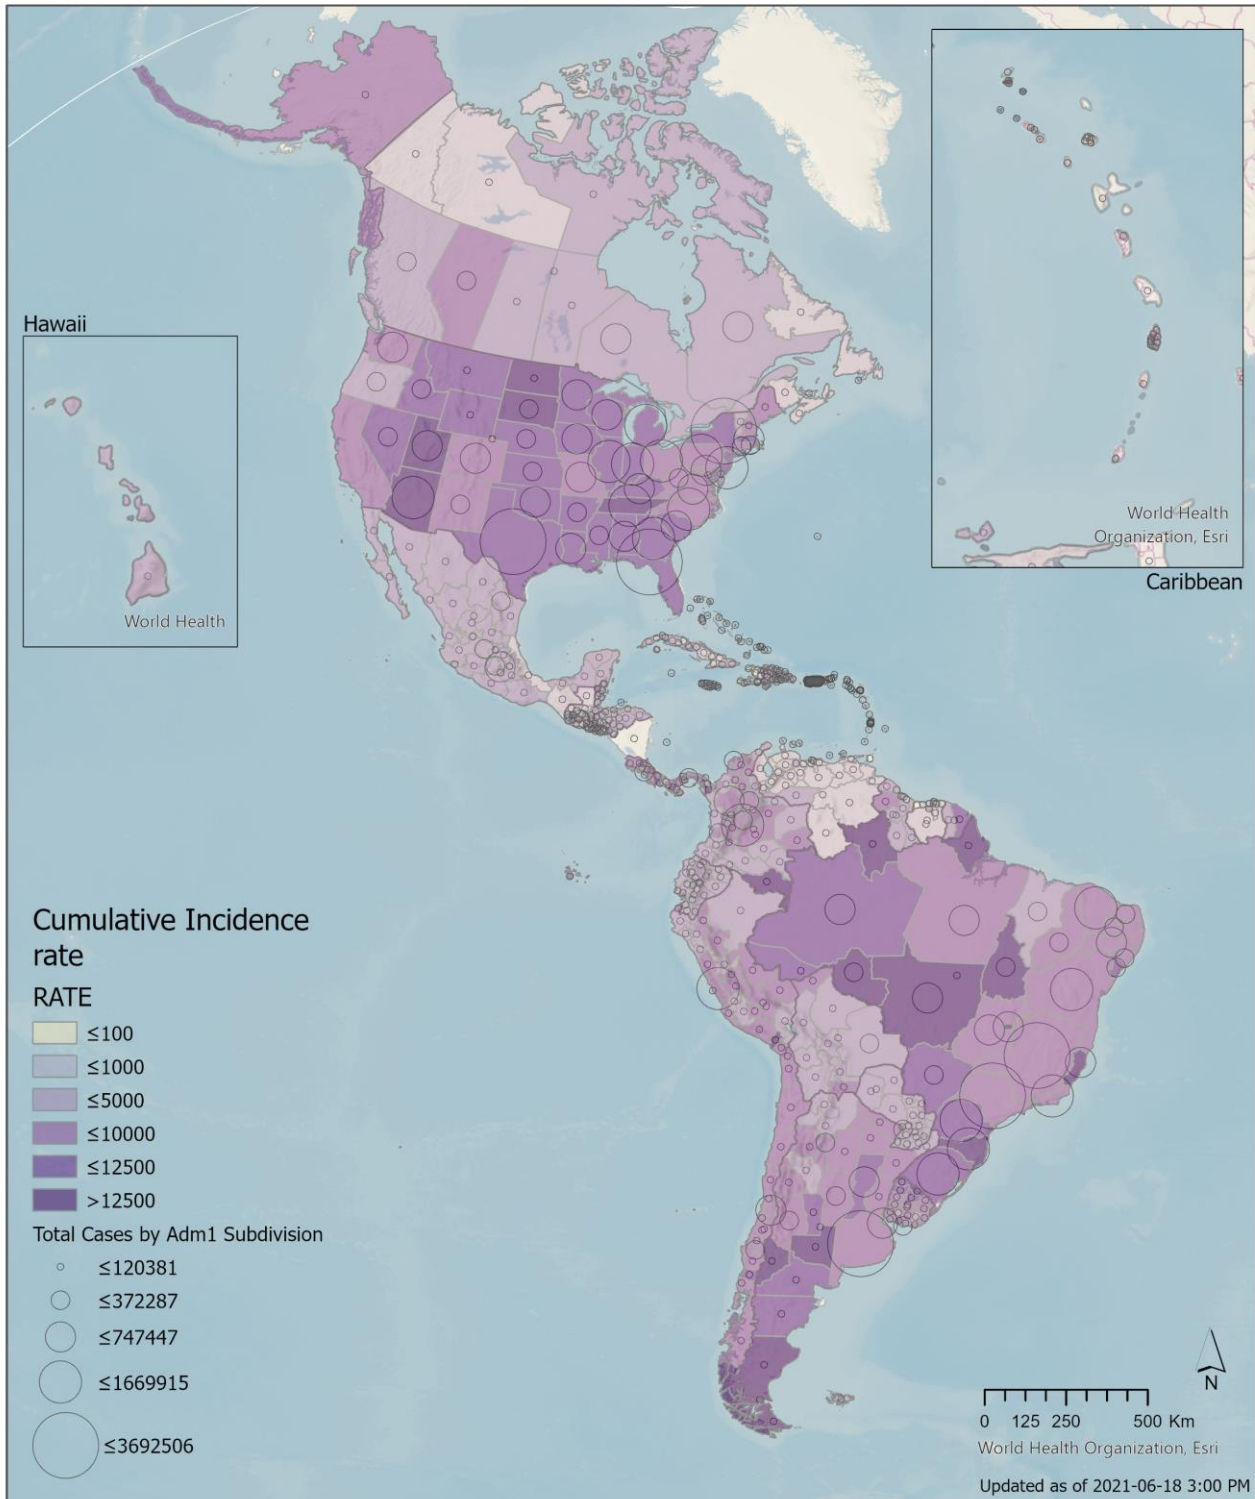 Hawaii
World Health
World Health
Organization, Esri
Caribbean
Cumulative Incidence
rate
RATE
≤100
≤1000
≤5000
≤10000
≤12500
>12500
Total Cases by Adm1 Subdivision
≤120381
≤372287
≤747447
≤1669915
≤3692506
N
0 125 250 500 Km
World Health Organization, Esri
Updated as of 2021-06-18 3:00 PM